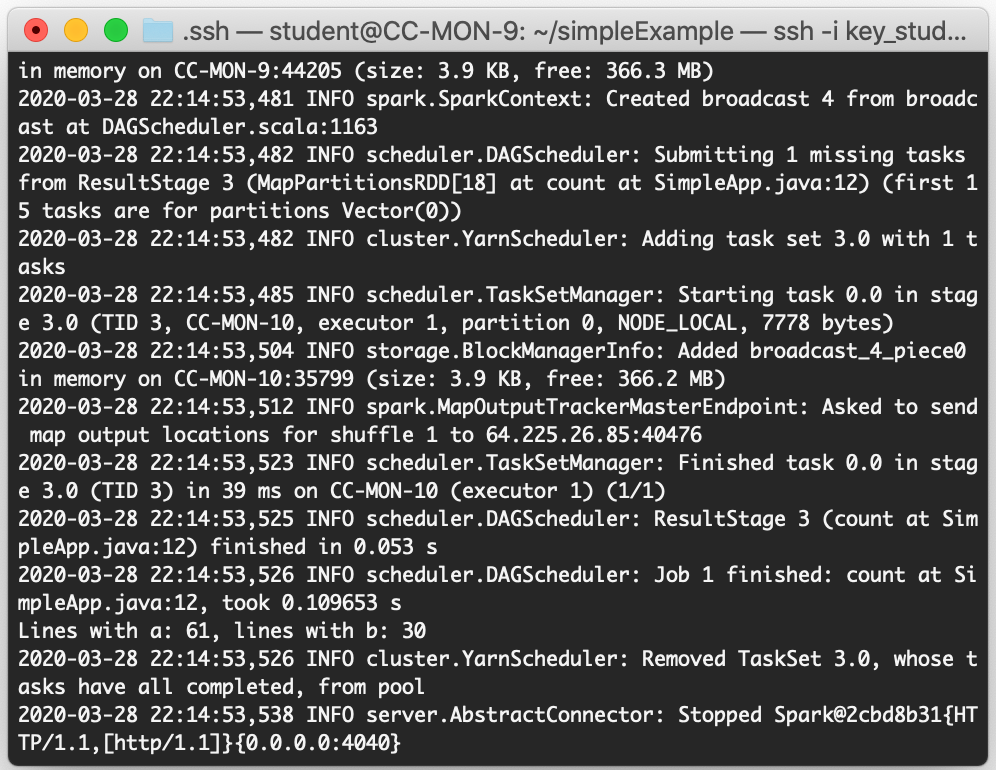 .ssh — student@CC-MON-9: ~/simpleExample — ssh -i key_stud...
in memory on CC-MON-9:44205 (size: 3.9 KB, free: 366.3 MB)
2020-03-28 22:14:53,481 INFO spark.SparkContext: Created broadcast 4 from broadc
ast at DAGScheduler.scala:1163
2020-03-28 22:14:53,482 INFO scheduler.DAGScheduler: Submitting 1 missing tasks
from ResultStage 3 (MapPartitionsRDD[18] at count at SimpleApp.java:12) (first 1
5 tasks are for partitions Vector(0))
2020-03-28 22:14:53,482 INFO cluster.YarnScheduler: Adding task set 3.0 with 1 t
asks
2020-03-28 22:14:53,485 INFO scheduler.TaskSetManager: Starting task 0.0 in stag
e 3.0 (TID 3, CC-MON-10, executor 1, partition 0, NODE_LOCAL, 7778 bytes)
2020-03-28 22:14:53,504 INFO storage.BlockManagerInfo: Added broadcast_4_piece0
in memory on CC-MON-10:35799 (size: 3.9 KB, free: 366.2 MB)
2020-03-28 22:14:53,512 INFO spark.MapOutputTrackerMasterEndpoint: Asked to send
 map output locations for shuffle 1 to 64.225.26.85:40476
2020-03-28 22:14:53,523 INFO scheduler.TaskSetManager: Finished task 0.0 in stag
e 3.0 (TID 3) in 39 ms on CC-MON-10 (executor 1) (1/1)
2020-03-28 22:14:53,525 INFO scheduler.DAGScheduler: ResultStage 3 (count at Sim
pleApp.java:12) finished in 0.053 s
2020-03-28 22:14:53,526 INFO scheduler.DAGScheduler: Job 1 finished: count at Si
mpleApp.java:12, took 0.109653 s
Lines with a: 61, lines with b: 30
2020-03-28 22:14:53,526 INFO cluster.YarnScheduler: Removed TaskSet 3.0, whose t
asks have all completed, from pool
2020-03-28 22:14:53,538 INFO server.AbstractConnector: Stopped Spark@2cbd8b31{HT
TP/1.1,[http/1.1]}{0.0.0.0:4040}